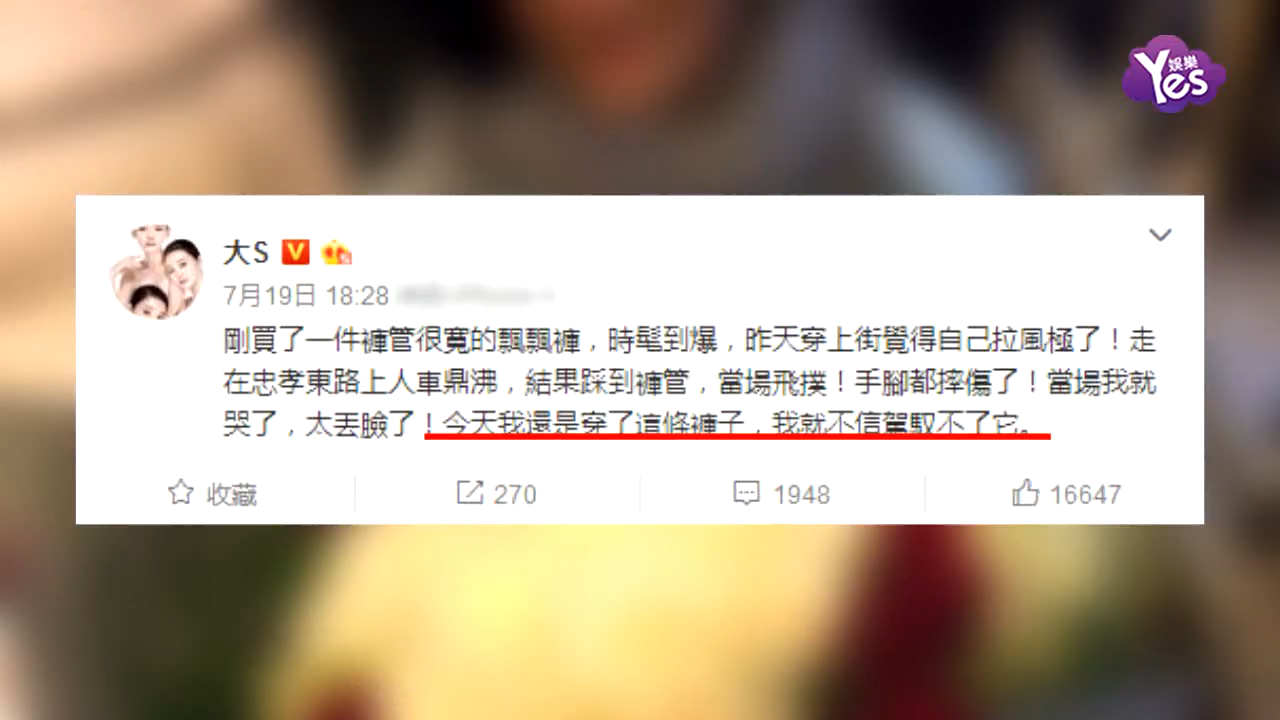 Yes 娛樂
大S
7月19日 18:28
剛買了一件褲管很寬的飄飄褲，時髦到爆，昨天穿上街覺得自己拉風極了！走
在忠孝東路上人車鼎沸，結果踩到褲管，當場飛撲！手腳都摔傷了！當場我就
哭了，太丟臉了！今天我還是穿了這條褲子，我就不信駕馭不了它。
收藏 270 1948 16647